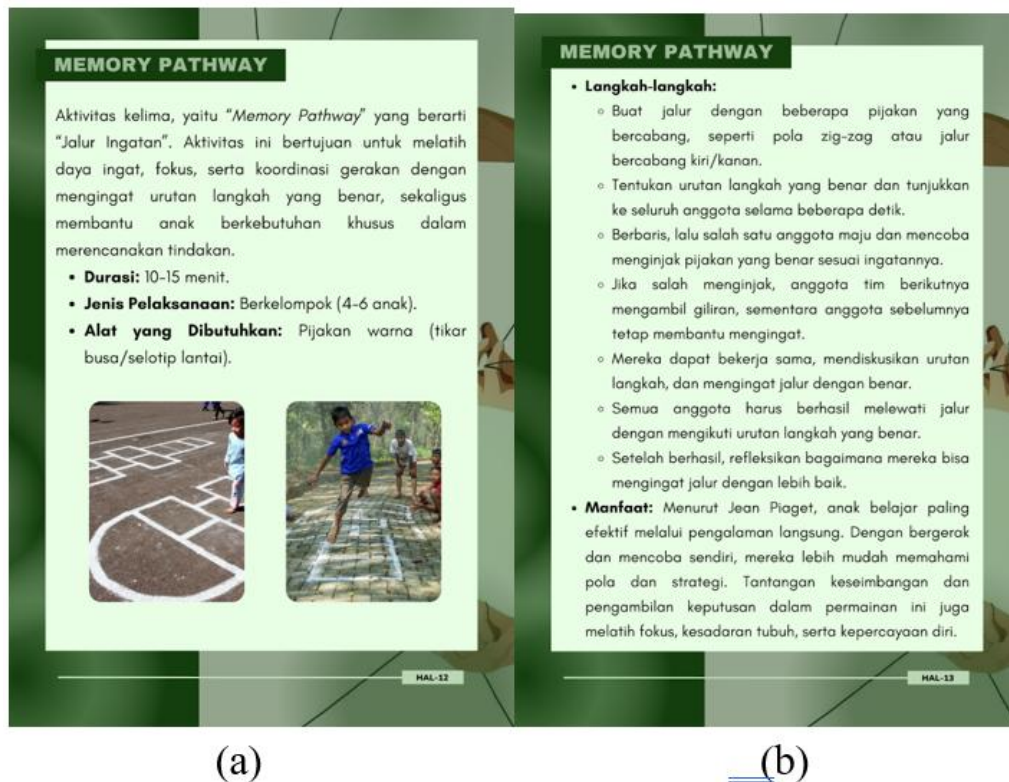 MEMORY PATHWAY
Aktivitas kelima, yaitu “Memory Pathway” yang berarti
“Jalur Ingatan”. Aktivitas ini bertujuan untuk melatih
daya ingat, fokus, serta koordinasi gerakan dengan
mengingat urutan langkah yang benar, sekaligus
membantu anak berkebutuhan khusus dalam
merencanakan tindakan.
• Durasi: 10-15 menit.
• Jenis Pelaksanaan: Berkelompok (4-6 anak).
• Alat yang Dibutuhkan: Pijakan warna (tikar
busa/selotip lantai).
HAL-12
(a)
MEMORY PATHWAY
• Langkah-langkah:
◦ Buat jalur dengan beberapa pijakan yang
bercabang, seperti pola zig-zag atau jalur
bercabang kiri/kanan.
◦ Tentukan urutan langkah yang benar dan tunjukkan
ke seluruh anggota selama beberapa detik.
◦ Berbaris, lalu salah satu anggota maju dan mencoba
menginjak pijakan yang benar sesuai ingatannya.
◦ Jika salah menginjak, anggota tim berikutnya
mengambil giliran, sementara anggota sebelumnya
tetap membantu mengingat.
◦ Mereka dapat bekerja sama, mendiskusikan urutan
langkah, dan mengingat jalur dengan benar.
◦ Semua anggota harus berhasil melewati jalur
dengan mengikuti urutan langkah yang benar.
◦ Setelah berhasil, refleksikan bagaimana mereka bisa
mengingat jalur dengan lebih baik.
• Manfaat: Menurut Jean Piaget, anak belajar paling
efektif melalui pengalaman langsung. Dengan bergerak
dan mencoba sendiri, mereka lebih mudah memahami
pola dan strategi. Tantangan keseimbangan dan
pengambilan keputusan dalam permainan ini juga
melatih fokus, kesadaran tubuh, serta kepercayaan diri.
HAL-13
(b)